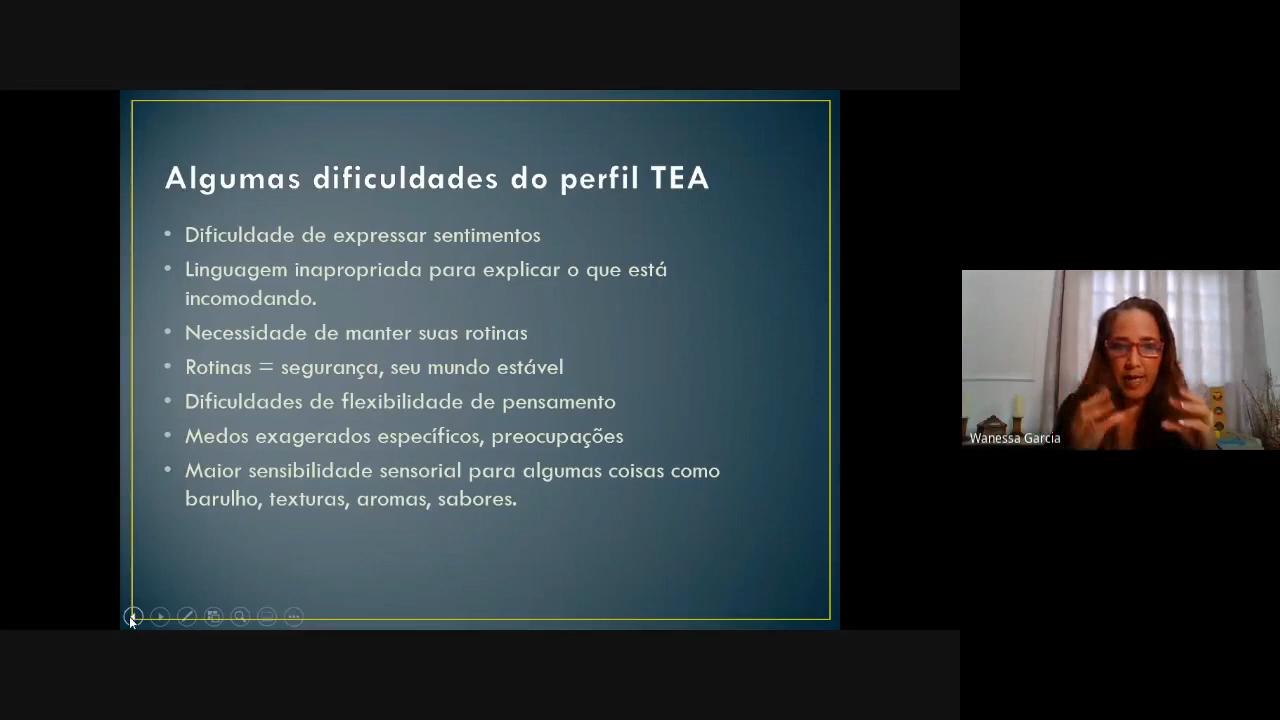 Algumas dificuldades do perfil TEA
• Dificuldade de expressar sentimentos
• Linguagem inapropriada para explicar o que está
incomodando.
• Necessidade de manter suas rotinas
• Rotinas = segurança, seu mundo estável
• Dificuldades de flexibilidade de pensamento
• Medos exagerados específicos, preocupações
• Maior sensibilidade sensorial para algumas coisas como
barulho, texturas, aromas, sabores.
Wanessa Garcia